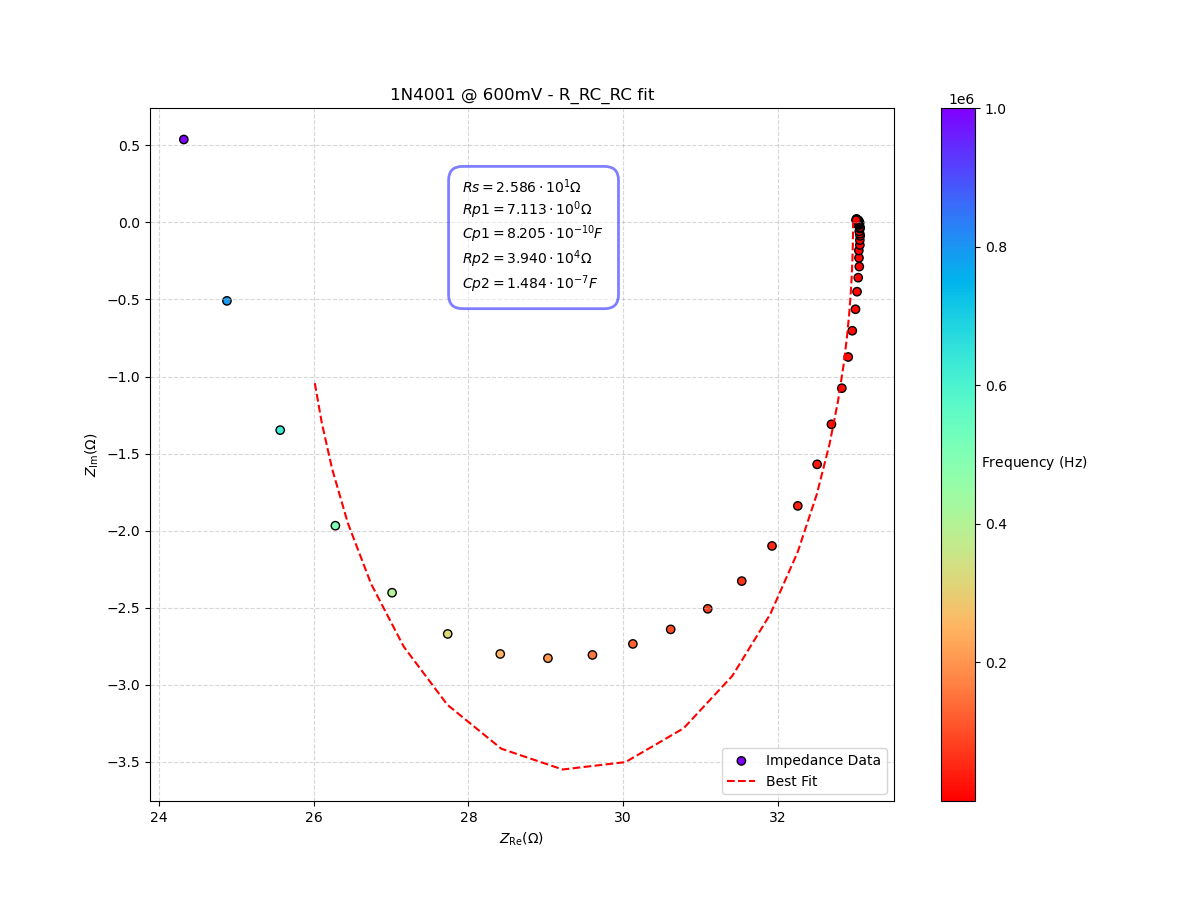 1N4001 @ 600mV - R_RC_RC fit
1e6
Rs = 2.586 · 10¹Ω
Rp1 = 7.113 · 10⁰Ω
Cp1 = 8.205 · 10⁻¹⁰F
Rp2 = 3.940 · 10⁴Ω
Cp2 = 1.484 · 10⁻⁷F
0.5
0.0
−0.5
−1.0
−1.5
−2.0
−2.5
−3.0
−3.5
Z_Im(Ω)
24
26
28
30
32
Z_Re(Ω)
Impedance Data
Best Fit
1.0
0.8
0.6
0.4
0.2
Frequency (Hz)